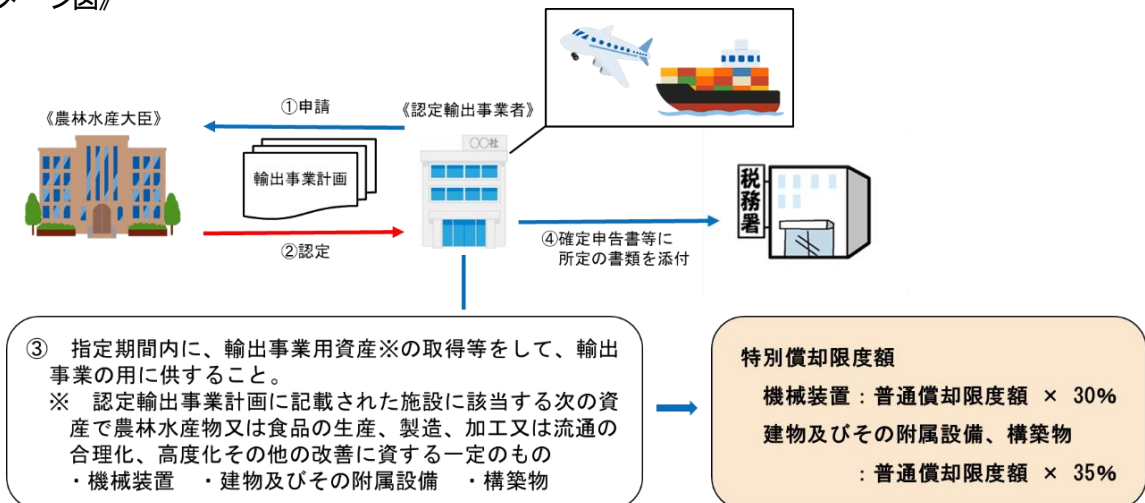 《農林水産大臣》
①申請
《認定輸出事業者》
〇〇社
輸出事業計画
②認定
④確定申告書等に
所定の書類を添付
税務署
③ 指定期間内に、輸出事業用資産※の取得等をして、輸出
事業の用に供すること。
※ 認定輸出事業計画に記載された施設に該当する次の資
産で農林水産物又は食品の生産、製造、加工又は流通の
合理化、高度化その他の改善に資する一定のもの
・機械装置 ・建物及びその附属設備 ・構築物
特別償却限度額
機械装置：普通償却限度額 × 30%
建物及びその附属設備、構築物
：普通償却限度額 × 35%